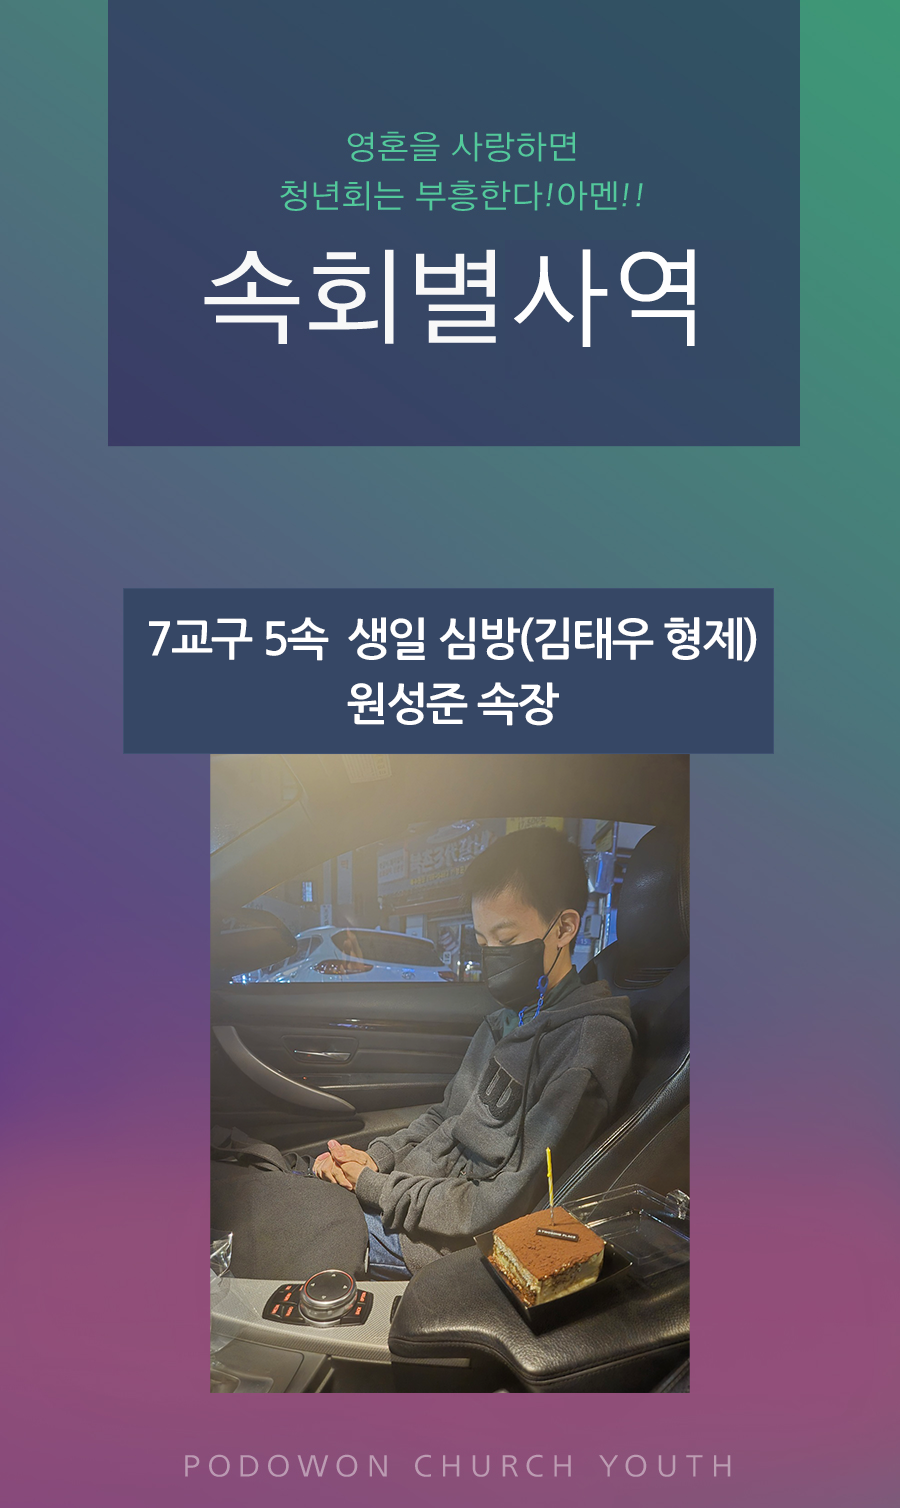 영혼을 사랑하면
청년회는 부흥한다!아멘!!
속회별사역
7교구 5속 생일 심방(김태우 형제)
원성준 속장
PODOWON CHURCH YOUTH